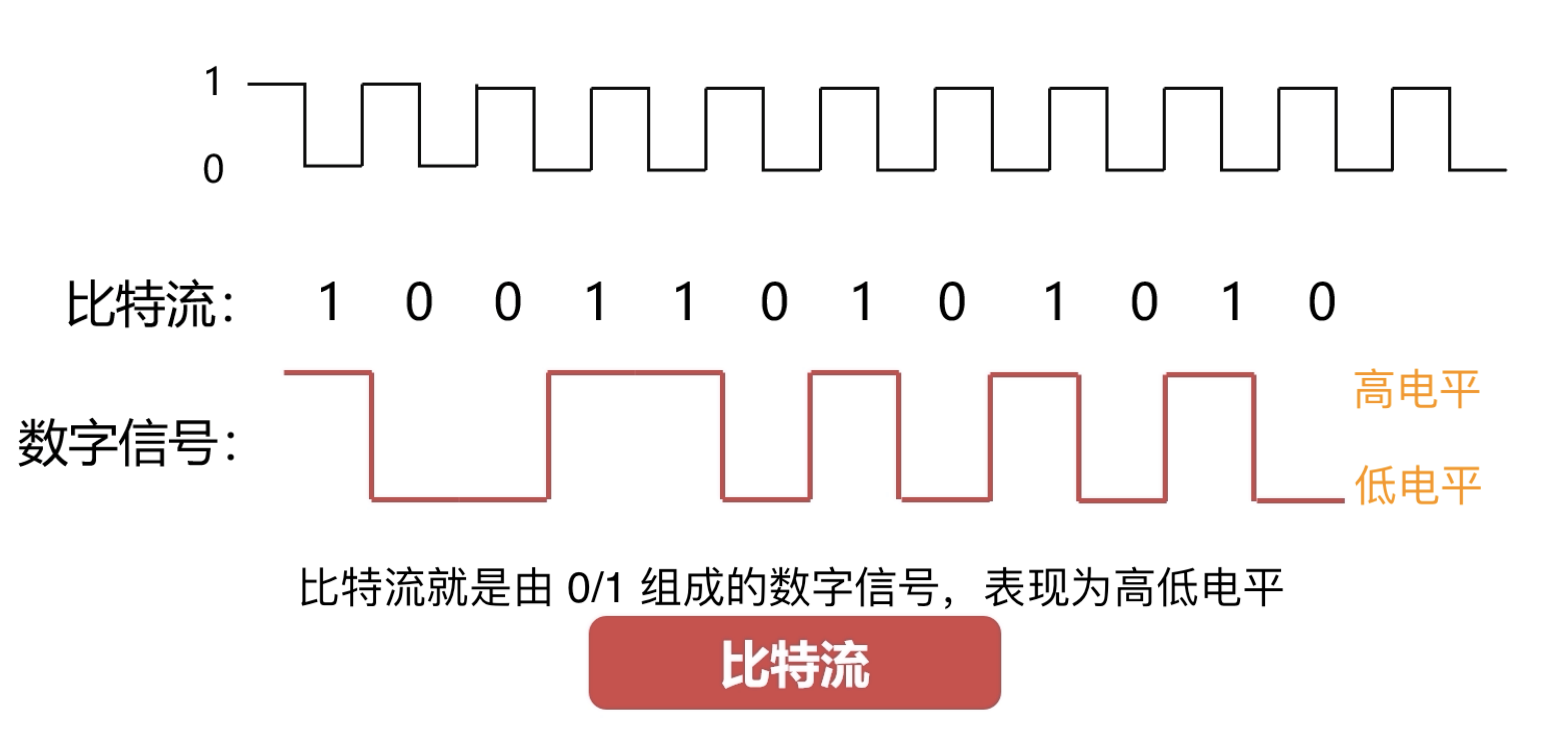 1
0
比特流： 1 0 0 1 1 0 1 0 1 0 1 0
高电平
数字信号：
低电平
比特流就是由 0/1 组成的数字信号，表现为高低电平
比特流